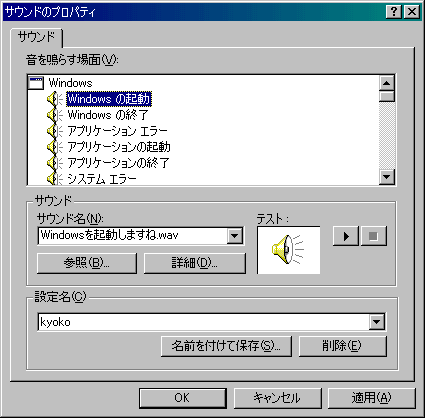 サウンドのプロパティ
サウンド
音を鳴らす場面(V):
Windows
Windows の起動
Windows の終了
アプリケーション エラー
アプリケーションの起動
アプリケーションの終了
システム エラー
サウンド
サウンド名(N):
テスト:
Windowsを起動しますね.wav
参照(B)...
詳細(D)...
設定名(C)
kyoko
名前を付けて保存(S)...
削除(E)
OK
キャンセル
適用(A)